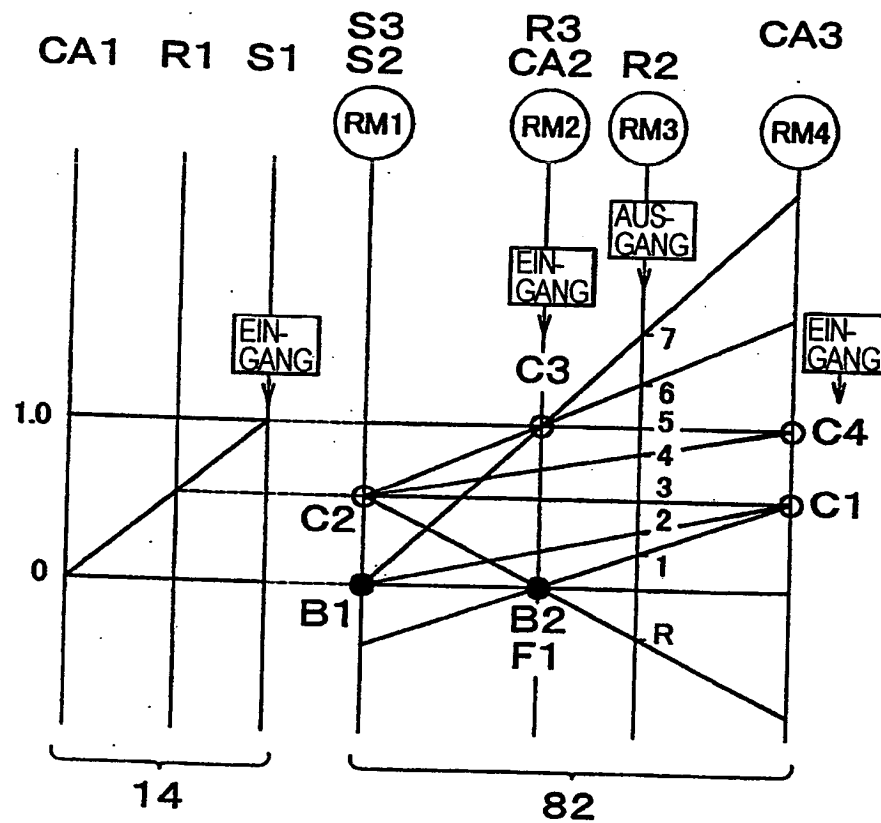 S3 R3 CA3
CA1 R1 S1 S2 CA2 R2
RM1 RM2 RM3 RM4
AUS-
GANG
EIN-
GANG
EIN-
GANG
EIN-
GANG
7
C3
6
1.0
5
C4
4
C2
3
C1
2
0
1
B1
B2
R
F1
14
82